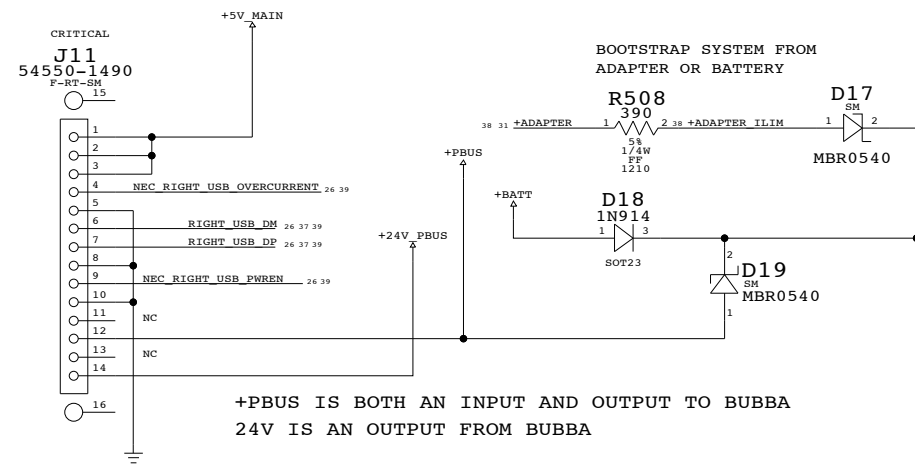 +5V_MAIN
CRITICAL
J11
54550-1490
F-RT-SM
15
1
2
3
4 NEC_RIGHT_USB_OVERCURRENT 26 39
5
6 RIGHT_USB_DM 26 37 39
7 RIGHT_USB_DP 26 37 39
8
9 NEC_RIGHT_USB_PWREN 26 39
10
11 NC
12
13 NC
14
16
+PBUS
+24V_PBUS
BOOTSTRAP SYSTEM FROM
ADAPTER OR BATTERY
R508
390
38 31 +ADAPTER 1 2 38 +ADAPTER_ILIM
5%
1/4W
FF
1210
D17
SM
1 2
MBR0540
+BATT
D18
1N914
1 3
SOT23
2
D19
SM
MBR0540
1
+PBUS IS BOTH AN INPUT AND OUTPUT TO BUBBA
24V IS AN OUTPUT FROM BUBBA